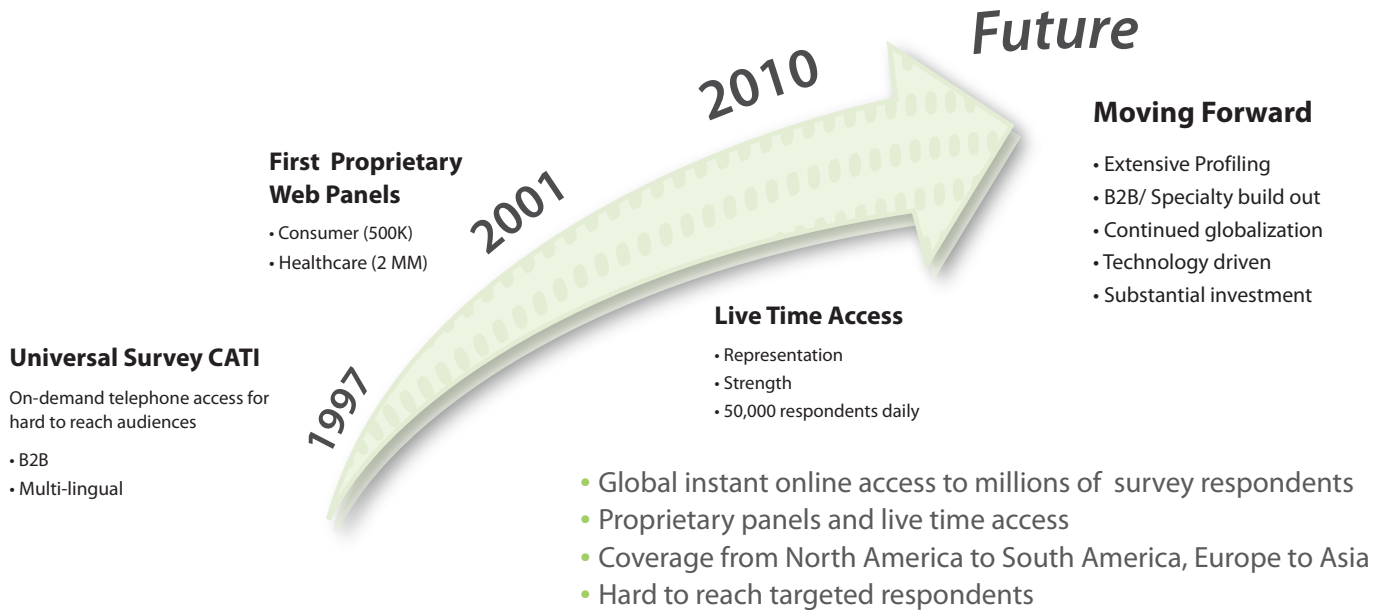 Universal Survey CATI
On-demand telephone access for
hard to reach audiences
• B2B
• Multi-lingual
1997
First Proprietary
Web Panels
• Consumer (500K)
• Healthcare (2 MM)
2001
2010
Live Time Access
• Representation
• Strength
• 50,000 respondents daily
Future
Moving Forward
• Extensive Profiling
• B2B/ Specialty build out
• Continued globalization
• Technology driven
• Substantial investment
• Global instant online access to millions of survey respondents
• Proprietary panels and live time access
• Coverage from North America to South America, Europe to Asia
• Hard to reach targeted respondents